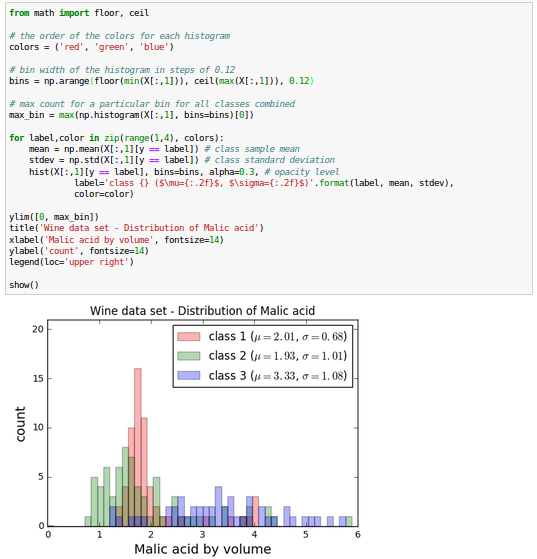 from math import floor, ceil
# the order of the colors for each histogram
colors = ('red', 'green', 'blue')
# bin width of the histogram in steps of 0.12
bins = np.arange(floor(min(X[:,1])), ceil(max(X[:,1])), 0.12)
# max count for a particular bin for all classes combined
max_bin = max(np.histogram(X[:,1], bins=bins)[0])
for label,color in zip(range(1,4), colors):
mean = np.mean(X[:,1][y == label]) # class sample mean
stdev = np.std(X[:,1][y == label]) # class standard deviation
hist(X[:,1][y == label], bins=bins, alpha=0.3, # opacity level
label='class {} ($\mu={:.2f}$, $\sigma={:.2f}$)'.format(label, mean, stdev),
color=color)
ylim([0, max_bin])
title('Wine data set - Distribution of Malic acid')
xlabel('Malic acid by volume', fontsize=14)
ylabel('count', fontsize=14)
legend(loc='upper right')
show()
Wine data set - Distribution of Malic acid
class 1 (μ = 2.01, σ = 0.68)
class 2 (μ = 1.93, σ = 1.01)
class 3 (μ = 3.33, σ = 1.08)
20
15
10
5
0
count
0 1 2 3 4 5 6
Malic acid by volume